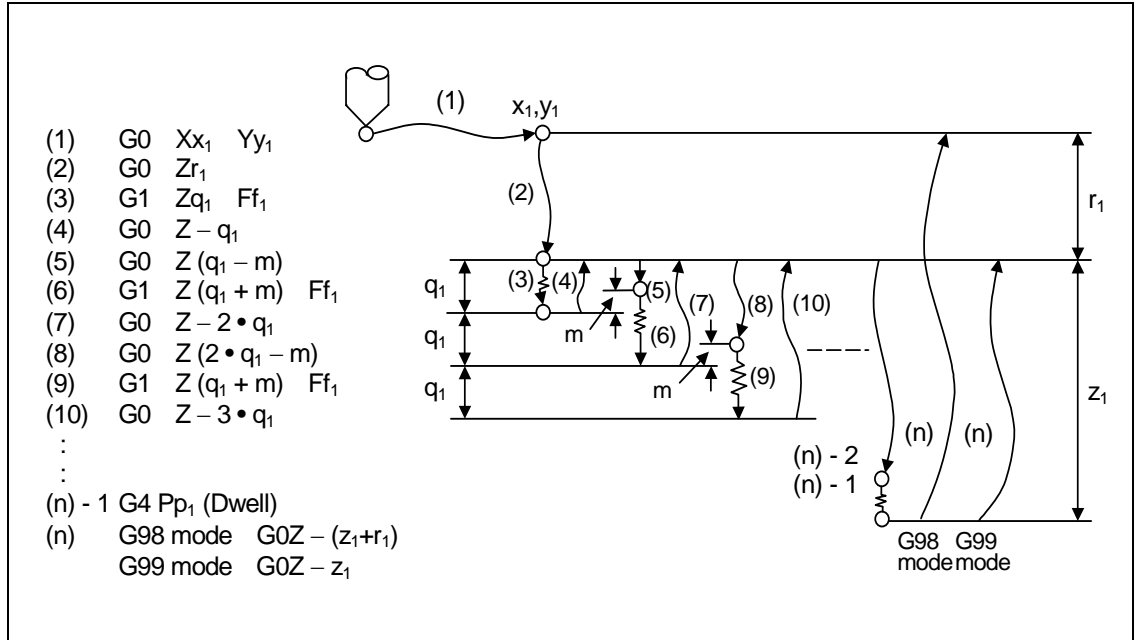 (1) G0 Xx₁ Yy₁
(2) G0 Zr₁
(3) G1 Zq₁ Ff₁
(4) G0 Z – q₁
(5) G0 Z (q₁ – m)
(6) G1 Z (q₁ + m) Ff₁
(7) G0 Z – 2 • q₁
(8) G0 Z (2 • q₁ – m)
(9) G1 Z (q₁ + m) Ff₁
(10) G0 Z – 3 • q₁
:
:
(n) - 1 G4 Pp₁ (Dwell)
(n) G98 mode G0Z – (z₁+r₁)
G99 mode G0Z – z₁
(1)
x₁,y₁
(2)
r₁
q₁
(3)
(4)
(5)
(7)
(8)
(10)
m
(6)
q₁
m
(9)
q₁
z₁
(n) - 2
(n) - 1
(n)
(n)
G98 mode
G99 mode